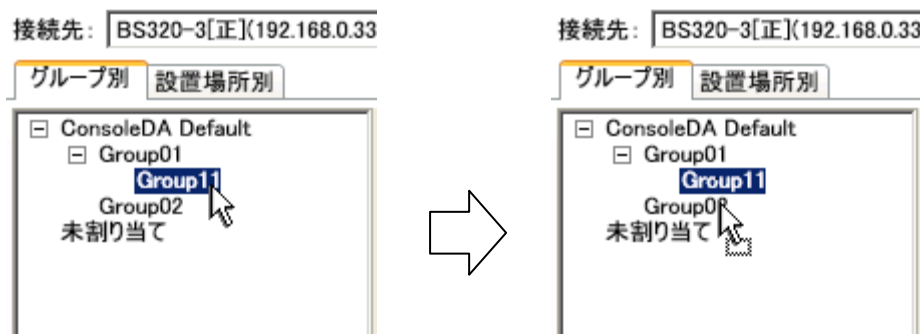 接続先: BS320-3[正](192.168.0.33
グループ別 設置場所別
ConsoleDA Default
Group01
Group11
Group02
未割り当て
接続先: BS320-3[正](192.168.0.33
グループ別 設置場所別
ConsoleDA Default
Group01
Group11
Group02
未割り当て